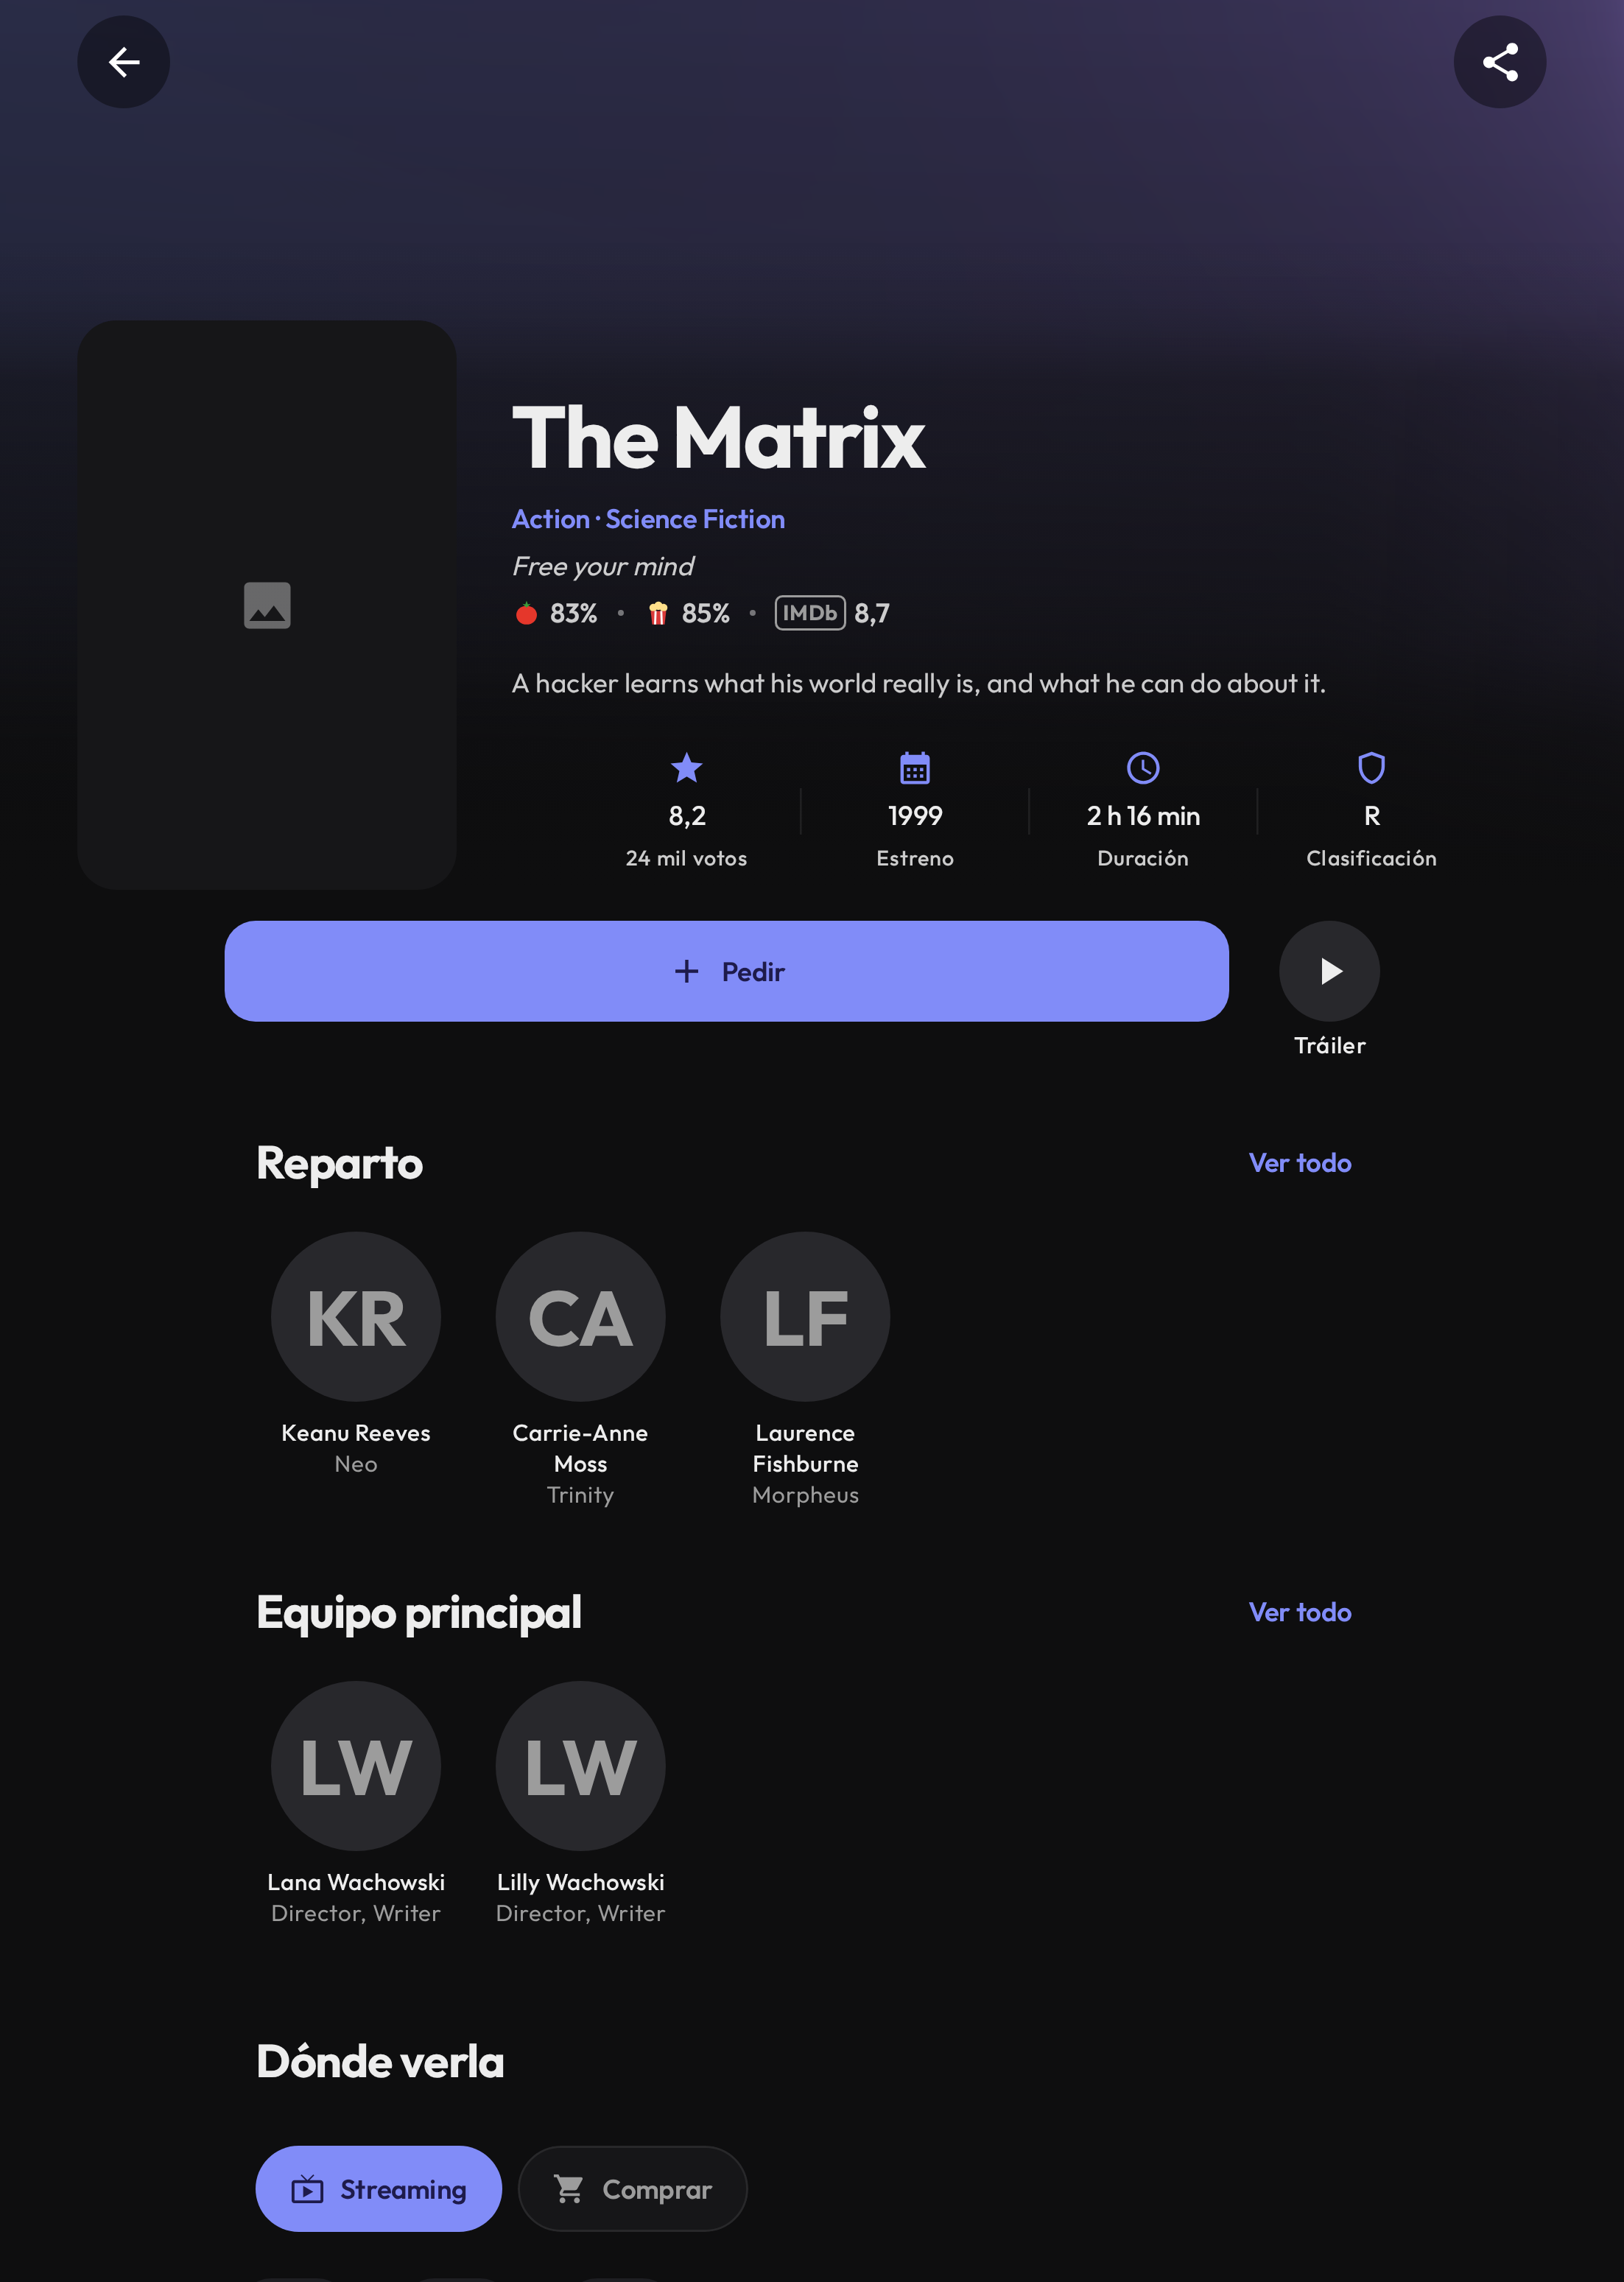 The Matrix
Action · Science Fiction
Free your mind
83% • 85% • IMDb 8,7
A hacker learns what his world really is, and what he can do about it.
8,2 1999 2 h 16 min R
24 mil votos Estreno Duración Clasificación
Pedir
Tráiler
Reparto Ver todo
KR CA LF
Keanu Reeves Carrie-Anne Laurence
Neo Moss Fishburne
Trinity Morpheus
Equipo principal Ver todo
LW LW
Lana Wachowski Lilly Wachowski
Director, Writer Director, Writer
Dónde verla
Streaming Comprar